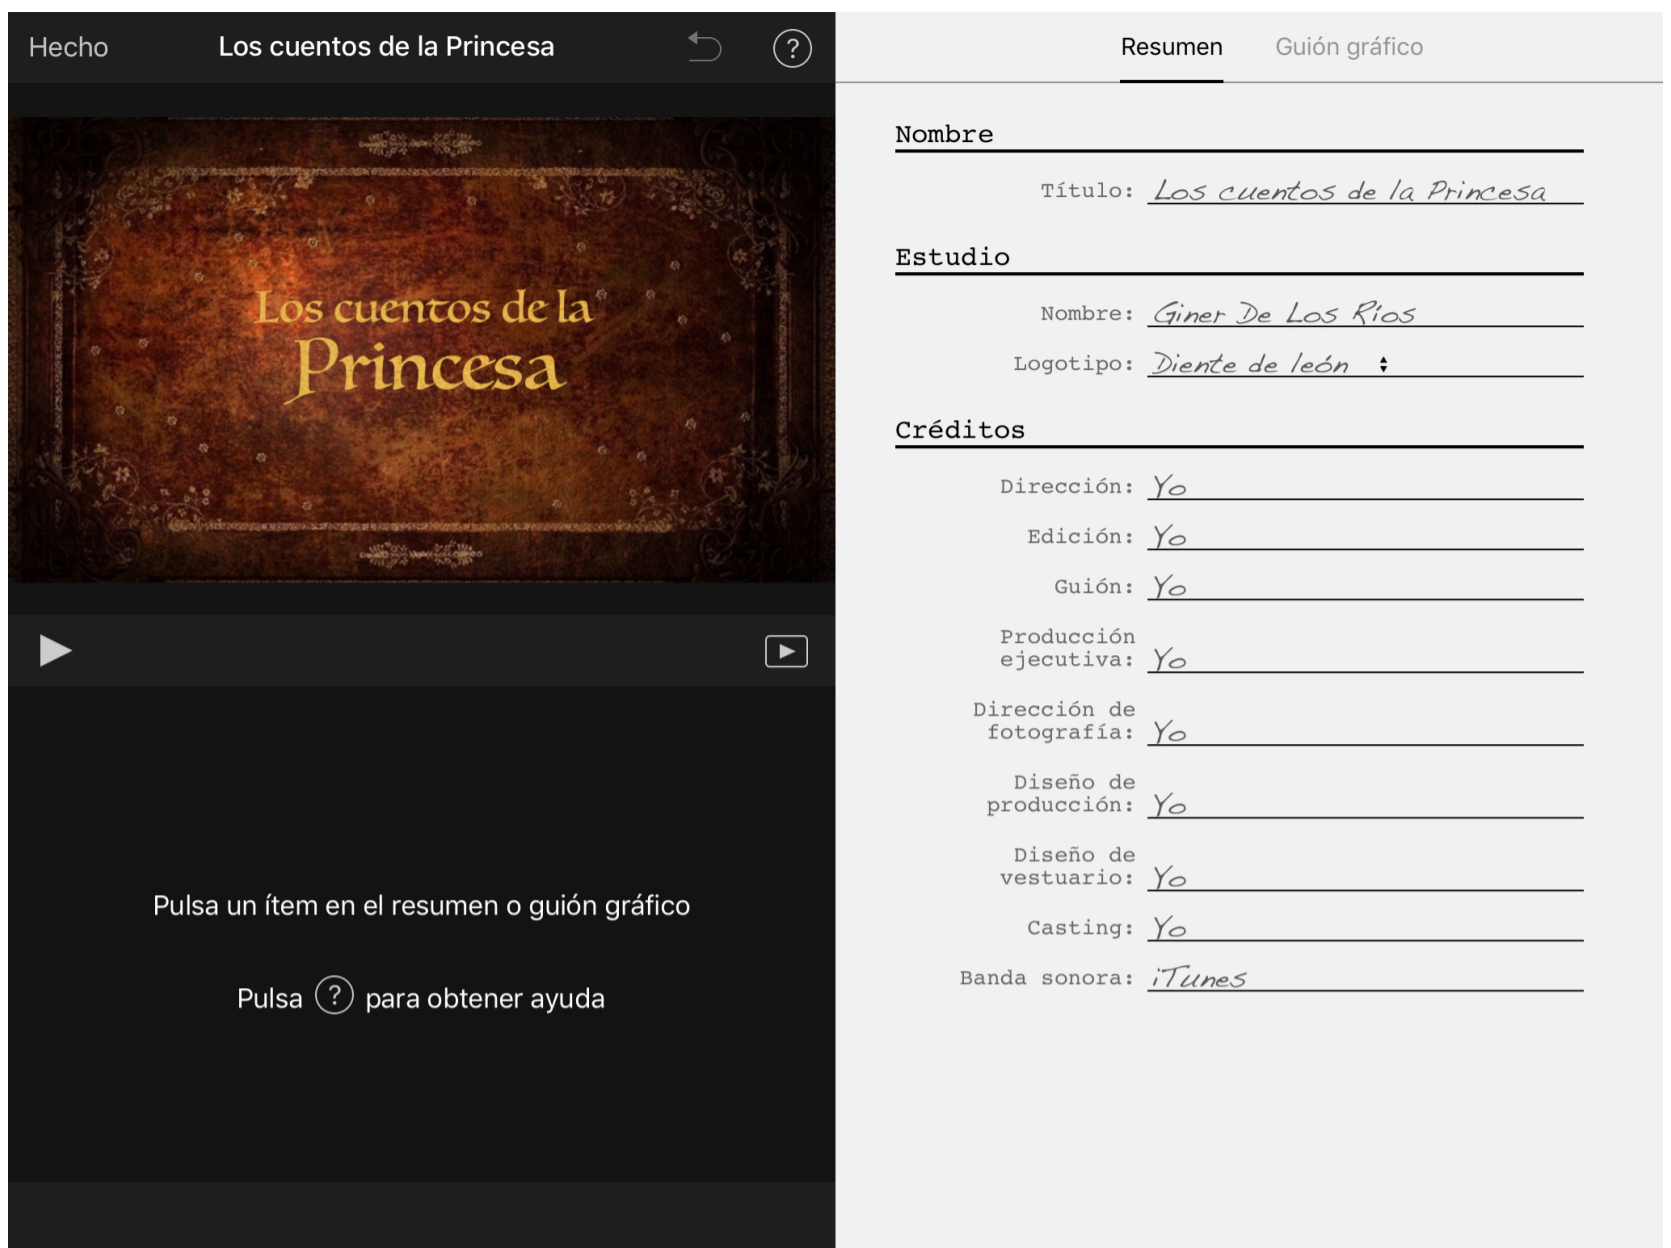 Hecho
Los cuentos de la Princesa
?
Los cuentos de la
Princesa
Pulsa un ítem en el resumen o guión gráfico
Pulsa ? para obtener ayuda
Resumen
Guión gráfico
Nombre
Título: Los cuentos de la Princesa
Estudio
Nombre: Giner De Los Ríos
Logotipo: Diente de león
Créditos
Dirección: Yo
Edición: Yo
Guión: Yo
Producción
ejecutiva: Yo
Dirección de
fotografía: Yo
Diseño de
producción: Yo
Diseño de
vestuario: Yo
Casting: Yo
Banda sonora: iTunes